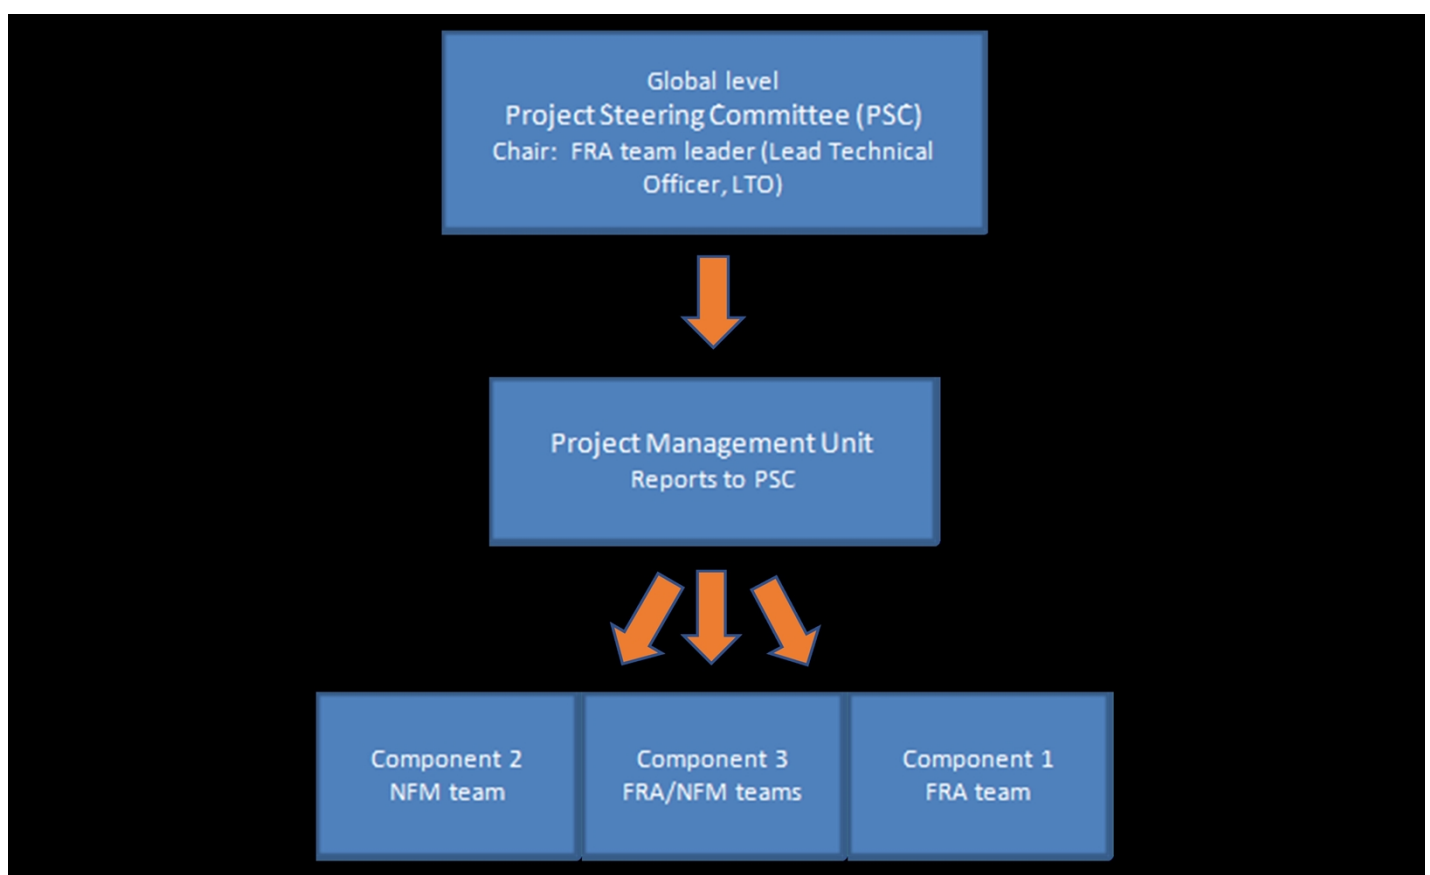 Global level
Project Steering Committee (PSC)
Chair: FRA team leader (Lead Technical
Officer, LTO)
Project Management Unit
Reports to PSC
Component 2
NFM team
Component 3
FRA/NFM teams
Component 1
FRA team